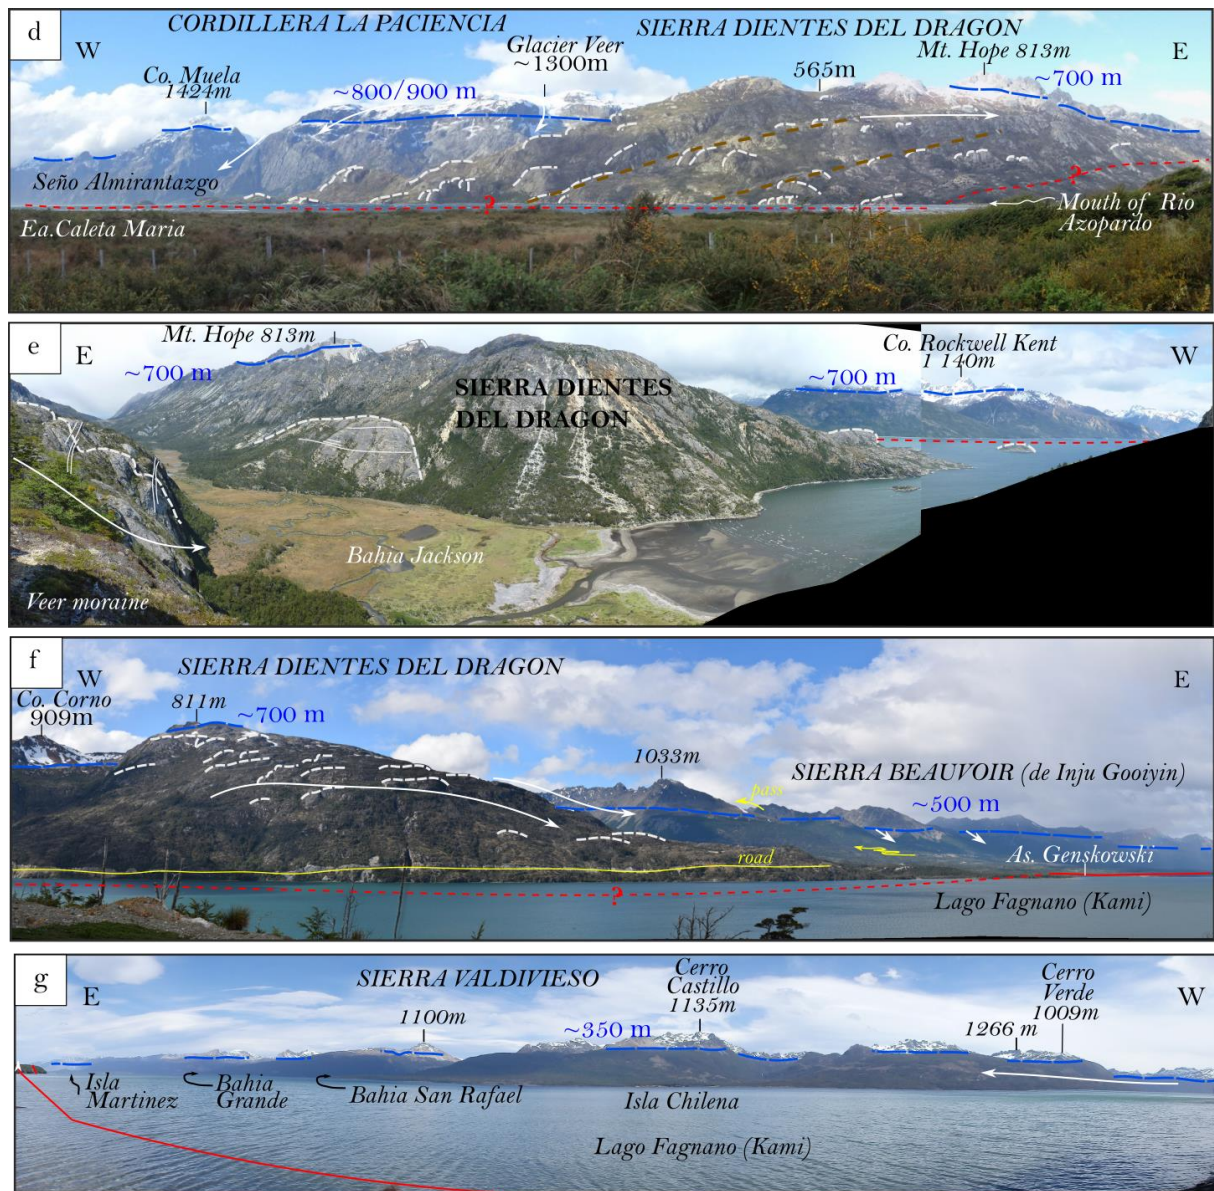 d
W
CORDILLERA LA PACIENCIA
SIERRA DIENTES DEL DRAGON
E
Co. Muela
1424m
Glacier Veer
~1300m
565m
Mt. Hope 813m
~800/900 m
~700 m
Seño Almirantazgo
?
?
Ea.Caleta Maria
Mouth of Rio
Azopardo
e
E
Mt. Hope 813m
~700 m
SIERRA DIENTES
DEL DRAGON
~700 m
Co. Rockwell Kent
1 140m
W
Bahia Jackson
Veer moraine
f
W
SIERRA DIENTES DEL DRAGON
E
Co. Corno
909m
811m
~700 m
1033m
SIERRA BEAUVOIR (de Inju Gooiyin)
pass
~500 m
road
As. Genskowski
?
Lago Fagnano (Kami)
g
E
SIERRA VALDIVIESO
W
1100m
~350 m
Cerro
Castillo
1135m
1266 m
Cerro
Verde
1009m
Isla
Martinez
Bahia
Grande
Bahia San Rafael
Isla Chilena
Lago Fagnano (Kami)